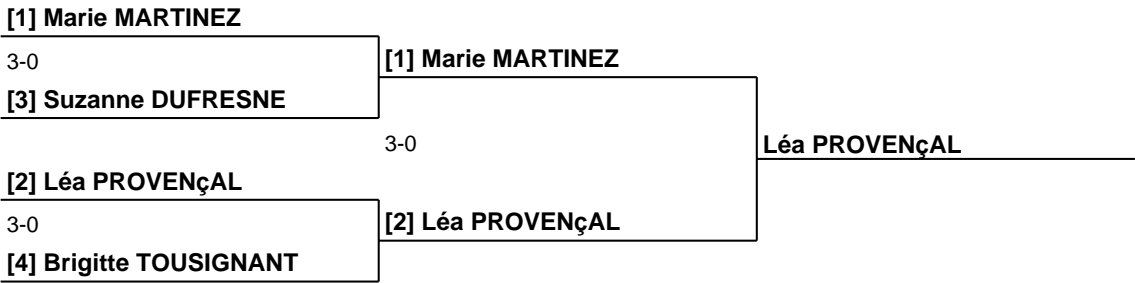 [1] Marie MARTINEZ
3-0
[1] Marie MARTINEZ
[3] Suzanne DUFRESNE
3-0
Léa PROVENçAL
[2] Léa PROVENçAL
3-0
[2] Léa PROVENçAL
[4] Brigitte TOUSIGNANT